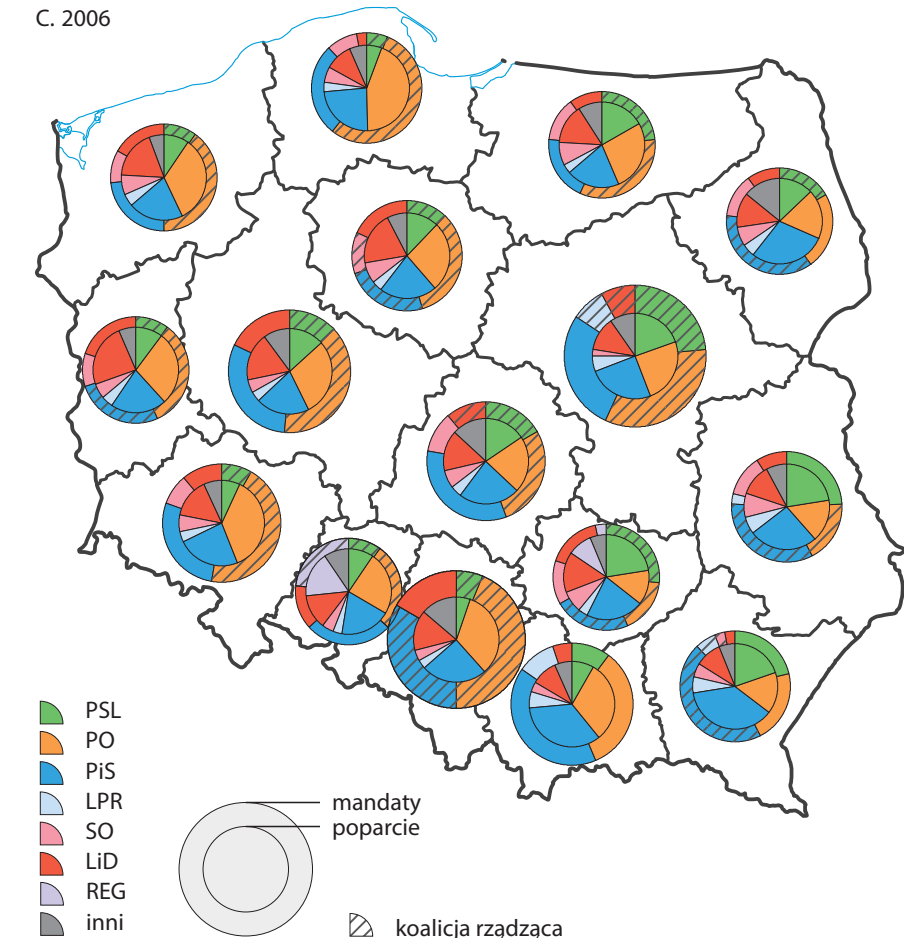 C. 2006
PSL
PO
PiS
LPR
SO
LiD
REG
inni
mandaty
poparcie
koalicja rządząca